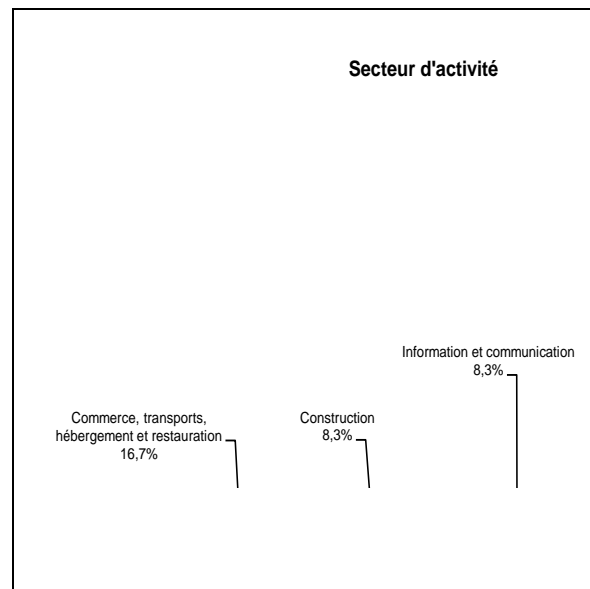 Secteur d'activité
Information et communication
8,3%
Commerce, transports,
hébergement et restauration
16,7%
Construction
8,3%